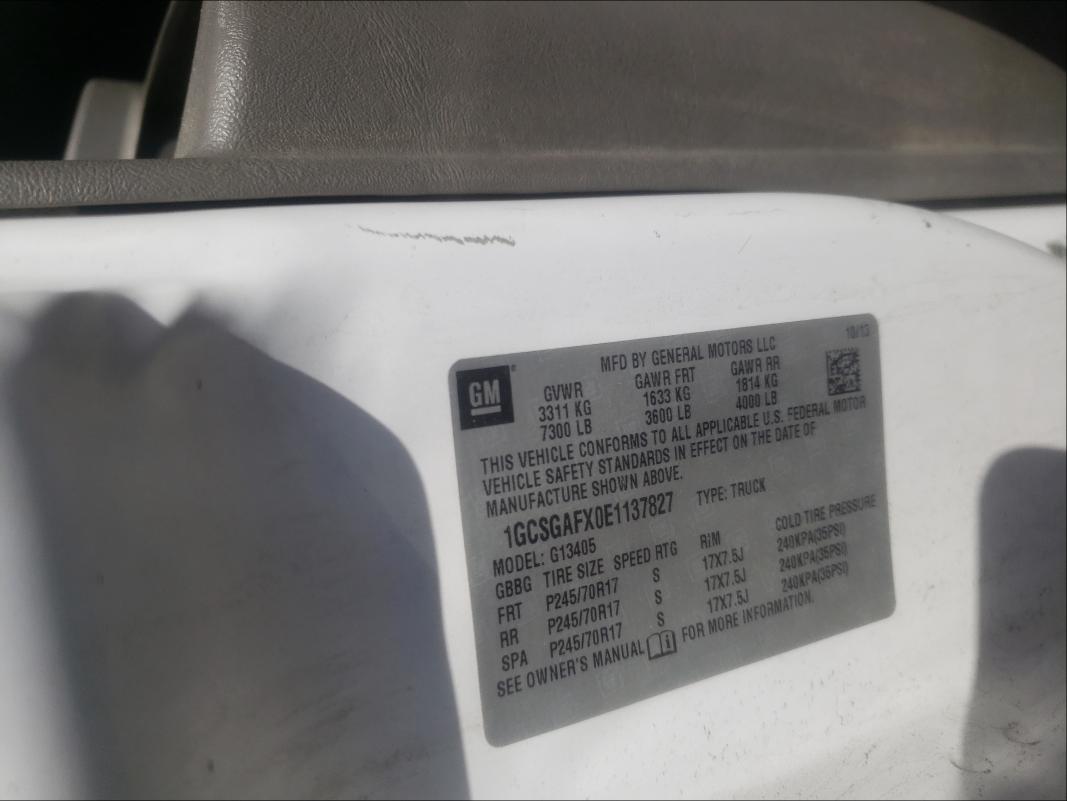 10/13
GM
MFD BY GENERAL MOTORS LLC
GVWR GAWR FRT GAWR RR
3311 KG 1633 KG 1814 KG
7300 LB 3600 LB 4000 LB
THIS VEHICLE CONFORMS TO ALL APPLICABLE U.S. FEDERAL MOTOR
VEHICLE SAFETY STANDARDS IN EFFECT ON THE DATE OF
MANUFACTURE SHOWN ABOVE.
1GCSGAFX0E1137827 TYPE: TRUCK
MODEL: G13405
GBBG TIRE SIZE SPEED RTG RIM COLD TIRE PRESSURE
FRT P245/70R17 S 17X7.5J 240KPA(35PSI)
RR P245/70R17 S 17X7.5J 240KPA(35PSI)
SPA P245/70R17 S 17X7.5J 240KPA(35PSI)
SEE OWNER'S MANUAL FOR MORE INFORMATION.